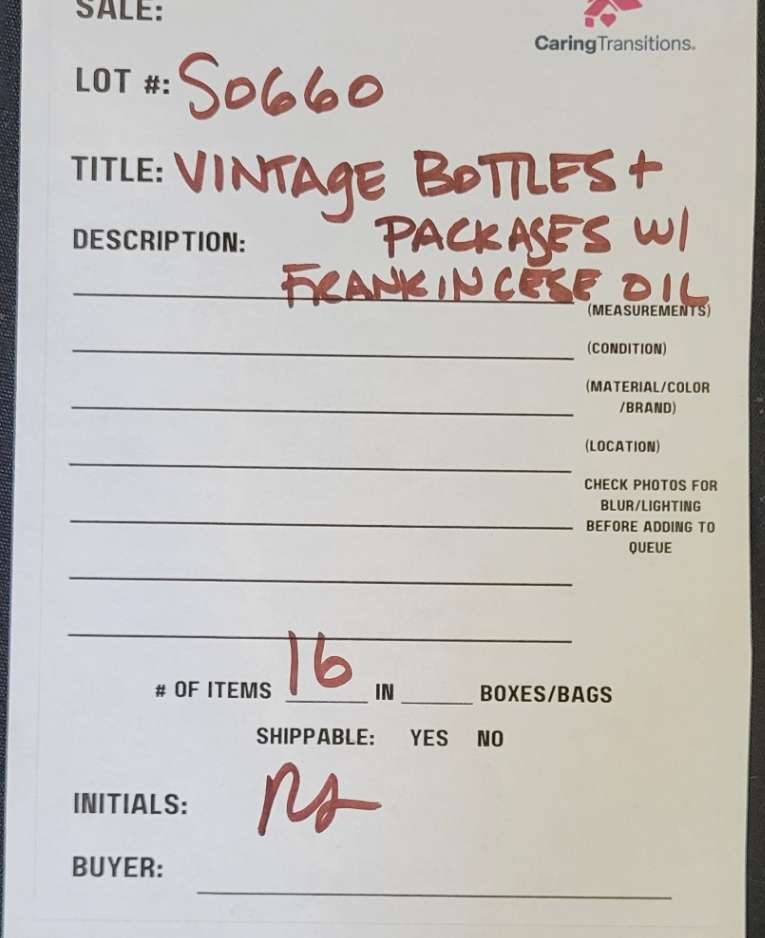 SALE:
CaringTransitions.
LOT #: S0660
TITLE: VINTAGE BOTTLES +
DESCRIPTION: PACKAGES W/
FRANKINCESE OIL
(MEASUREMENTS)
(CONDITION)
(MATERIAL/COLOR
/BRAND)
(LOCATION)
CHECK PHOTOS FOR
BLUR/LIGHTING
BEFORE ADDING TO
QUEUE
# OF ITEMS 16 IN BOXES/BAGS
SHIPPABLE: YES NO
INITIALS:
BUYER: